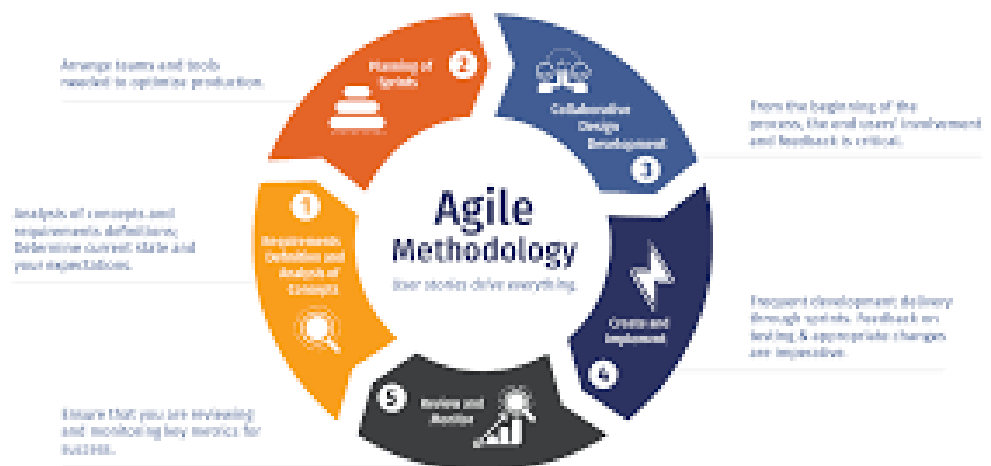 Agile
Methodology
User stories drive everything.
1
Requirements
Definition and
Analysis of
Concepts
Analysis of concepts and
requirements definitions;
Determine current state and
your expectations.
2
Planning of
Sprints
Arrange teams and tools
needed to optimize production.
3
Collaborative
Design
Development
From the beginning of the
process, the end users' involvement
and feedback is critical.
4
Create and
Implement
Frequent development delivery
through sprints. Feedback on
testing & appropriate changes
are imperative.
5
Review and
Monitor
Ensure that you are reviewing
and monitoring key metrics for
success.